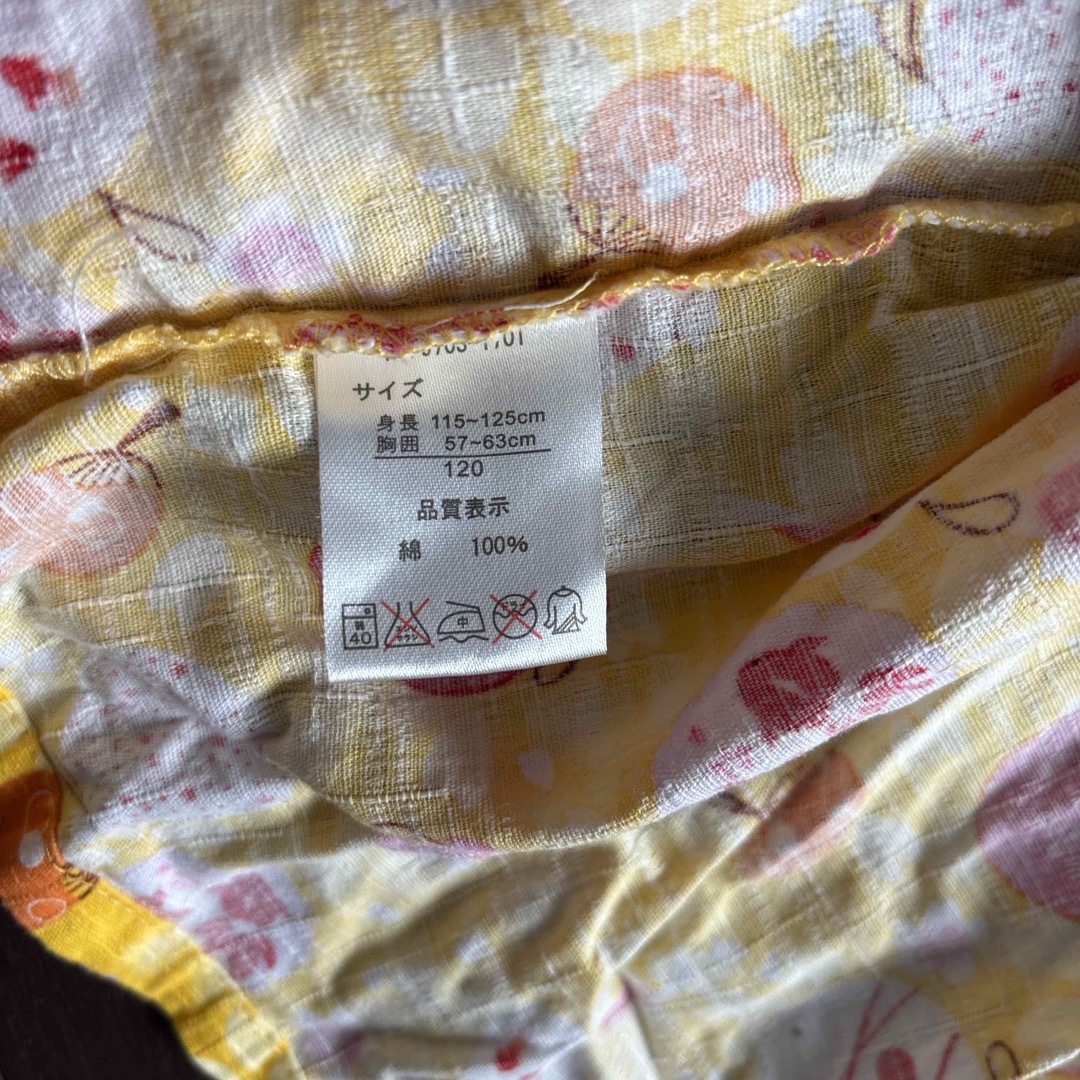 サイズ
身長 115~125cm
胸囲 57~63cm
120
品質表示
綿 100%
40
中